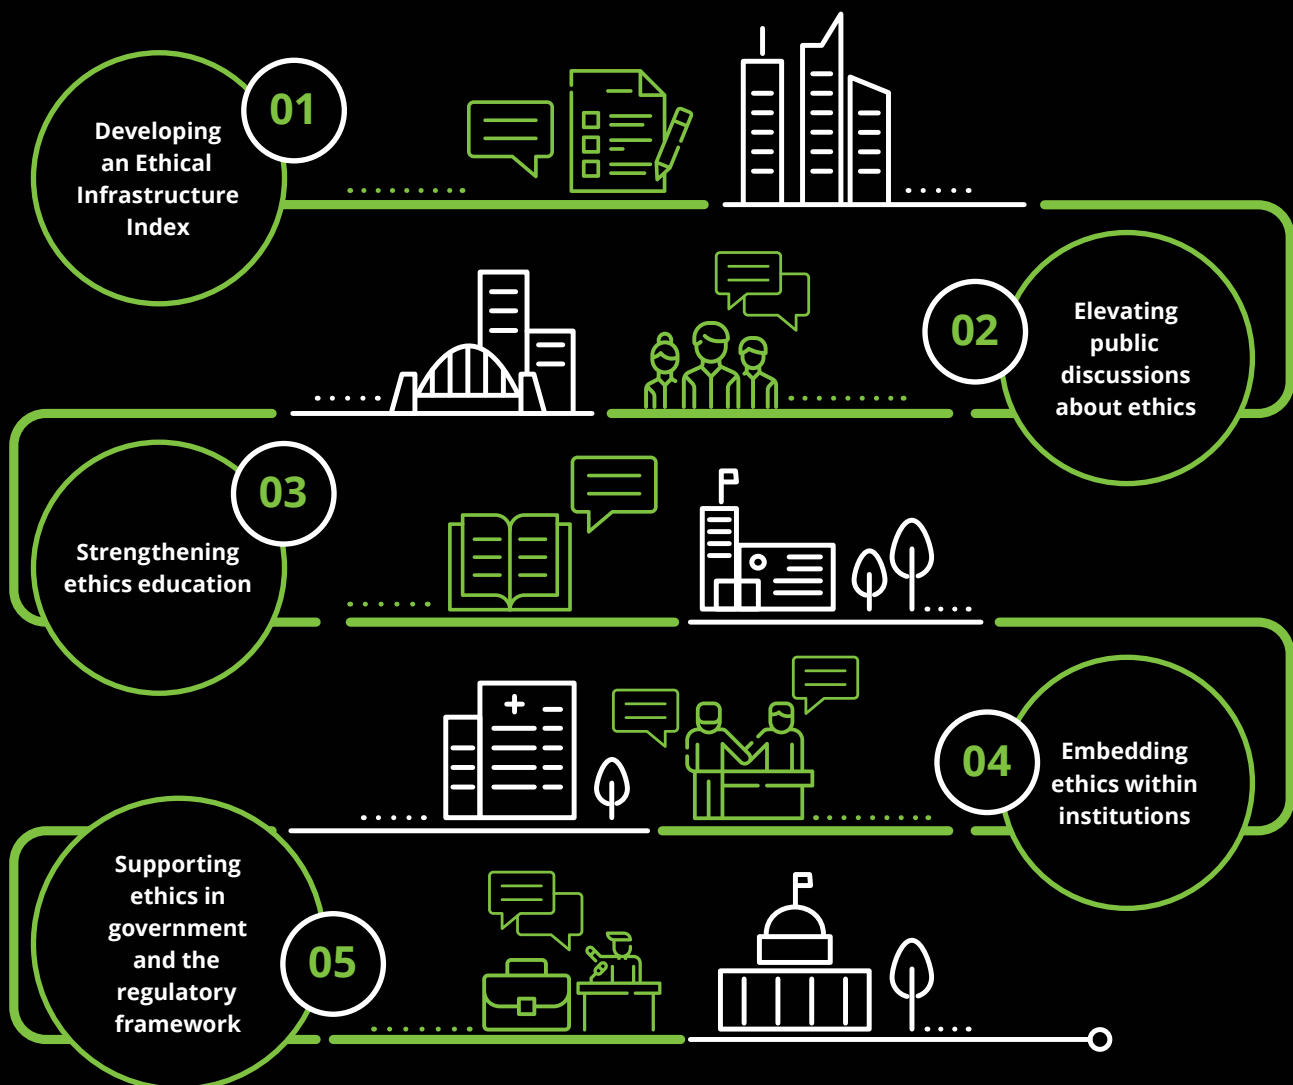 01
Developing
an Ethical
Infrastructure
Index
02
Elevating
public
discussions
about ethics
03
Strengthening
ethics education
04
Embedding
ethics within
institutions
05
Supporting
ethics in
government
and the
regulatory
framework